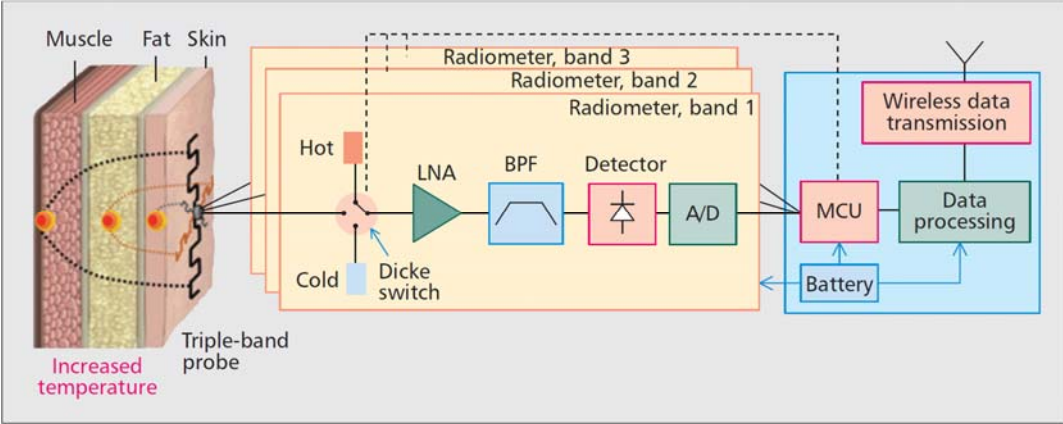 Muscle
Fat
Skin
Radiometer, band 3
Radiometer, band 2
Radiometer, band 1
Hot
LNA
BPF
Detector
A/D
Cold
Dicke
switch
Triple-band
probe
Increased
temperature
Wireless data
transmission
MCU
Data
processing
Battery